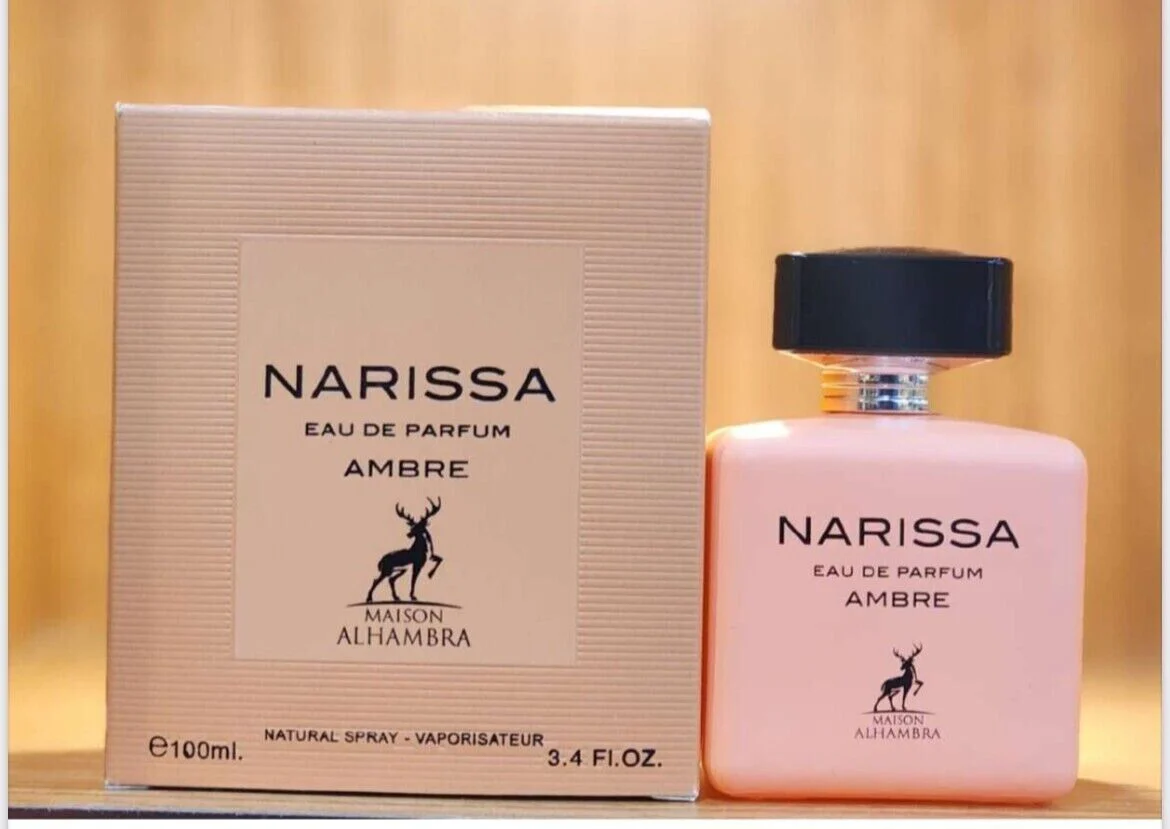 NARISSA
EAU DE PARFUM
AMBRE
MAISON
ALHAMBRA
e100ml.
NATURAL SPRAY - VAPORISATEUR
3.4 Fl.OZ.
NARISSA
EAU DE PARFUM
AMBRE
MAISON
ALHAMBRA